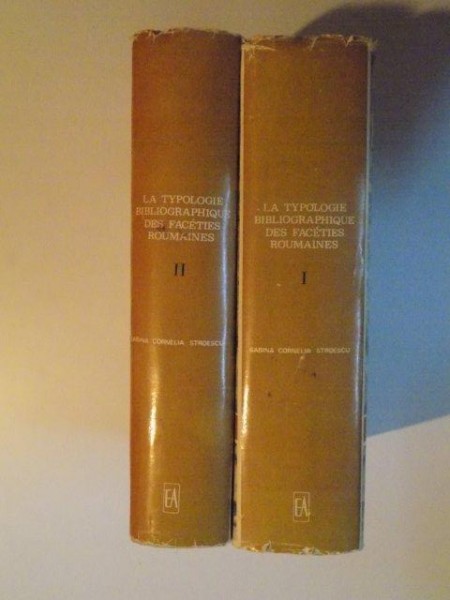 LA TYPOLOGIE
BIBLIOGRAPHIQUE
DES FACÉTIES
ROUMAINES
II
SABINA CORNELIA STROESCU
EA
LA TYPOLOGIE
BIBLIOGRAPHIQUE
DES FACÉTIES
ROUMAINES
I
SABINA CORNELIA STROESCU
EA